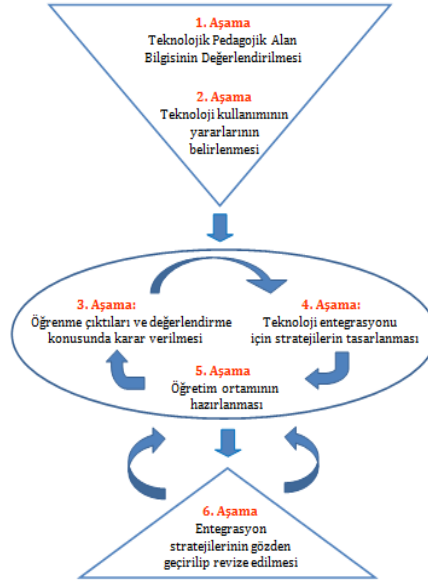 1. Aşama
Teknolojik Pedagojik Alan
Bilgisinin Değerlendirilmesi
2. Aşama
Teknoloji kullanımının
yararlarının
belirlenmesi
3. Aşama:
Öğrenme çıktıları ve değerlendirme
konusunda karar verilmesi
4. Aşama:
Teknoloji entegrasyonu
için stratejilerin tasarlanması
5. Aşama
Öğretim ortamının
hazırlanması
6. Aşama
Entegrasyon
stratejilerinin gözden
geçirilip revize edilmesi